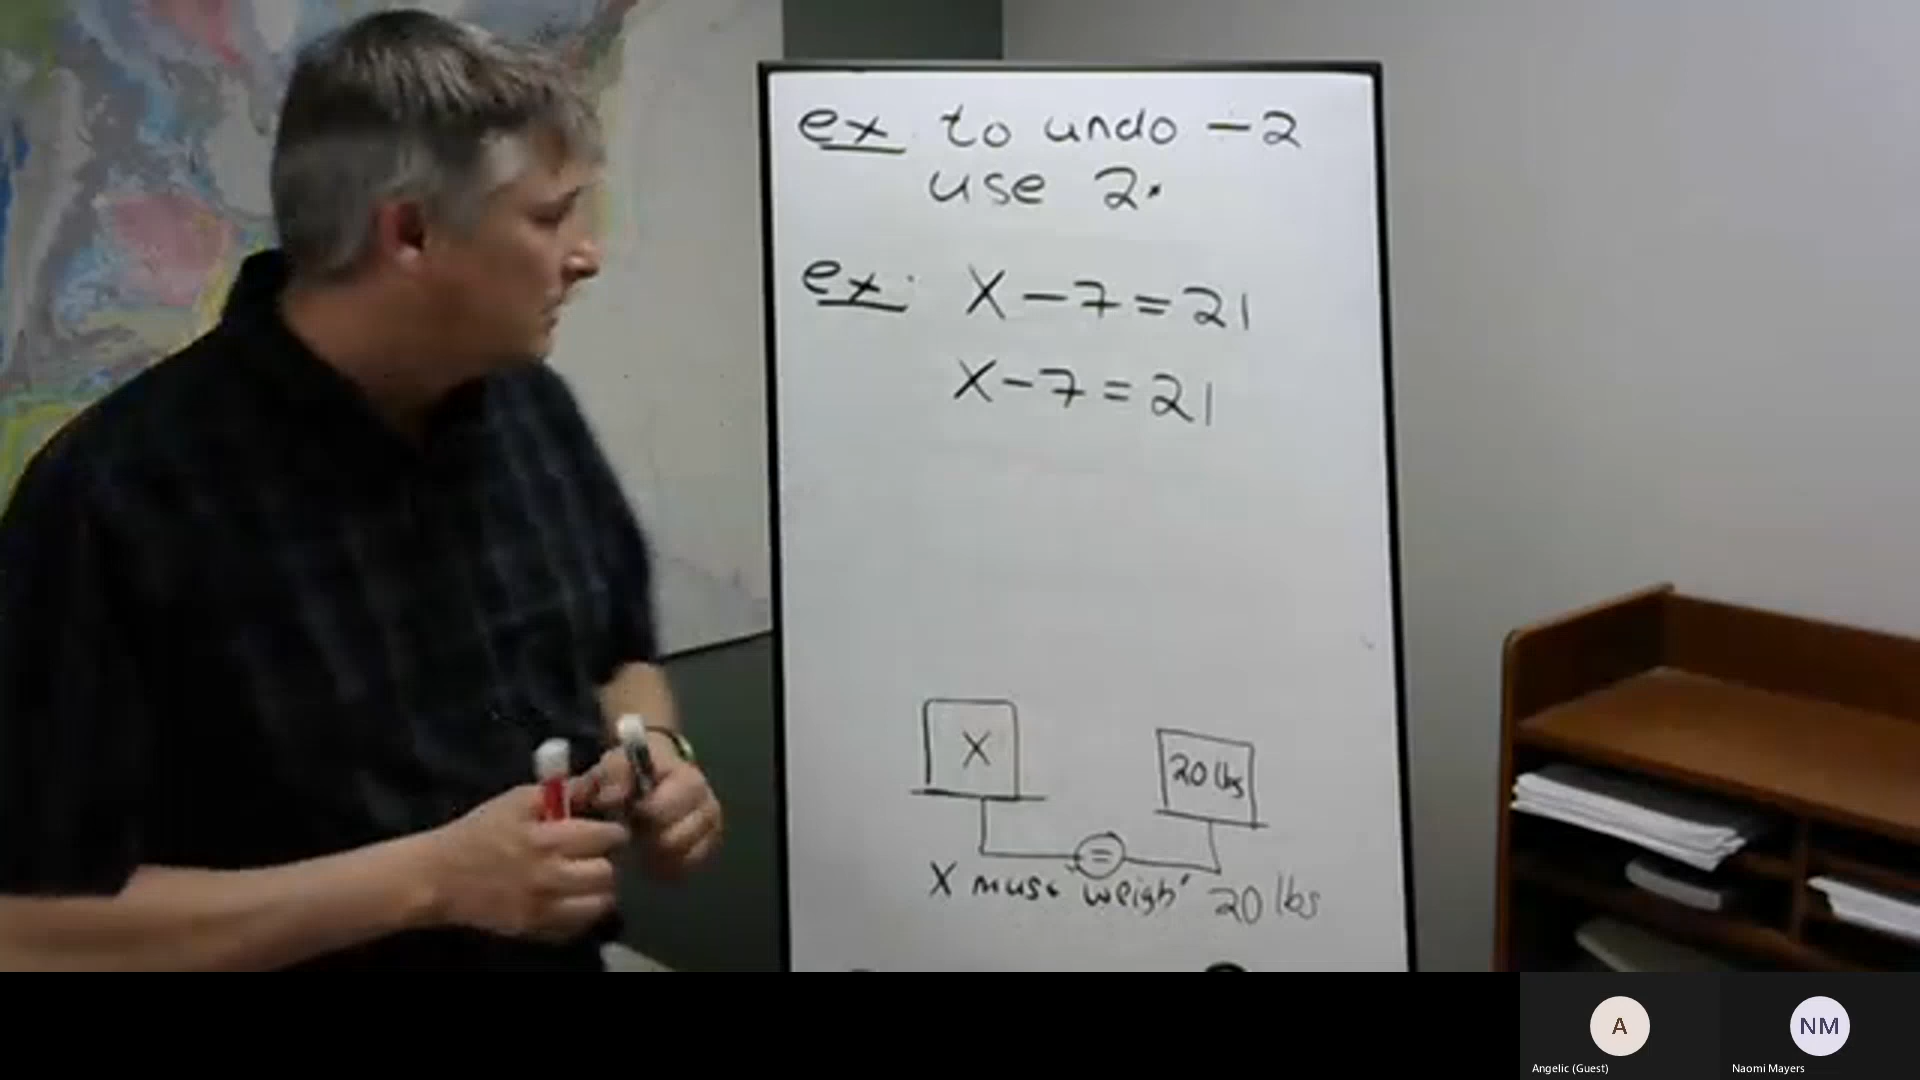 ex to undo -2
use 2·
ex: X - 7 = 21
X - 7 = 21
X
20 lbs
=
X must weigh 20 lbs
A
NM
Angelic (Guest)
Naomi Mayers